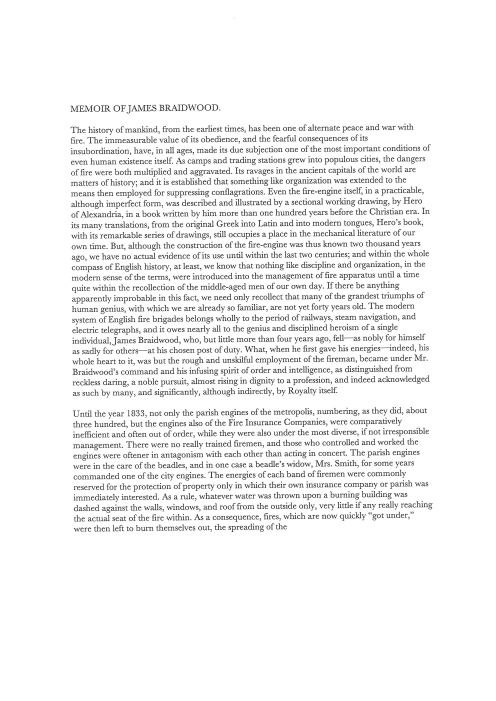 MEMOIR OF JAMES BRAIDWOOD.
The history of mankind, from the earliest times, has been one of alternate peace and war with
fire. The immeasurable value of its obedience, and the fearful consequences of its
insubordination, have, in all ages, made its due subjection one of the most important conditions of
even human existence itself. As camps and trading stations grew into populous cities, the dangers
of fire were both multiplied and aggravated. Its ravages in the ancient capitals of the world are
matters of history; and it is established that something like organization was extended to the
means then employed for suppressing conflagrations. Even the fire-engine itself, in a practicable,
although imperfect form, was described and illustrated by a sectional working drawing, by Hero
of Alexandria, in a book written by him more than one hundred years before the Christian era. In
its many translations, from the original Greek into Latin and into modern tongues, Hero's book,
with its remarkable series of drawings, still occupies a place in the mechanical literature of our
own time. But, although the construction of the fire-engine was thus known two thousand years
ago, we have no actual evidence of its use until within the last two centuries; and within the whole
compass of English history, at least, we know that nothing like discipline and organization, in the
modern sense of the terms, were introduced into the management of fire apparatus until a time
quite within the recollection of the middle-aged men of our own day. If there be anything
apparently improbable in this fact, we need only recollect that many of the grandest triumphs of
human genius, with which we are already so familiar, are not yet forty years old. The modern
system of English fire brigades belongs wholly to the period of railways, steam navigation, and
electric telegraphs, and it owes nearly all to the genius and disciplined heroism of a single
individual, James Braidwood, who, but little more than four years ago, fell—as nobly for himself
as sadly for others—at his chosen post of duty. What, when he first gave his energies—indeed, his
whole heart to it, was but the rough and unskilful employment of the fireman, became under Mr.
Braidwood's command and his infusing spirit of order and intelligence, as distinguished from
reckless daring, a noble pursuit, almost rising in dignity to a profession, and indeed acknowledged
as such by many, and significantly, although indirectly, by Royalty itself.
Until the year 1833, not only the parish engines of the metropolis, numbering, as they did, about
three hundred, but the engines also of the Fire Insurance Companies, were comparatively
inefficient and often out of order, while they were also under the most diverse, if not irresponsible
management. There were no really trained firemen, and those who controlled and worked the
engines were oftener in antagonism with each other than acting in concert. The parish engines
were in the care of the beadles, and in one case a beadle's widow, Mrs. Smith, for some years
commanded one of the city engines. The energies of each band of firemen were commonly
reserved for the protection of property only in which their own insurance company or parish was
immediately interested. As a rule, whatever water was thrown upon a burning building was
dashed against the walls, windows, and roof from the outside only, very little if any really reaching
the actual seat of the fire within. As a consequence, fires, which are now quickly "got under,"
were then left to burn themselves out, the spreading of the